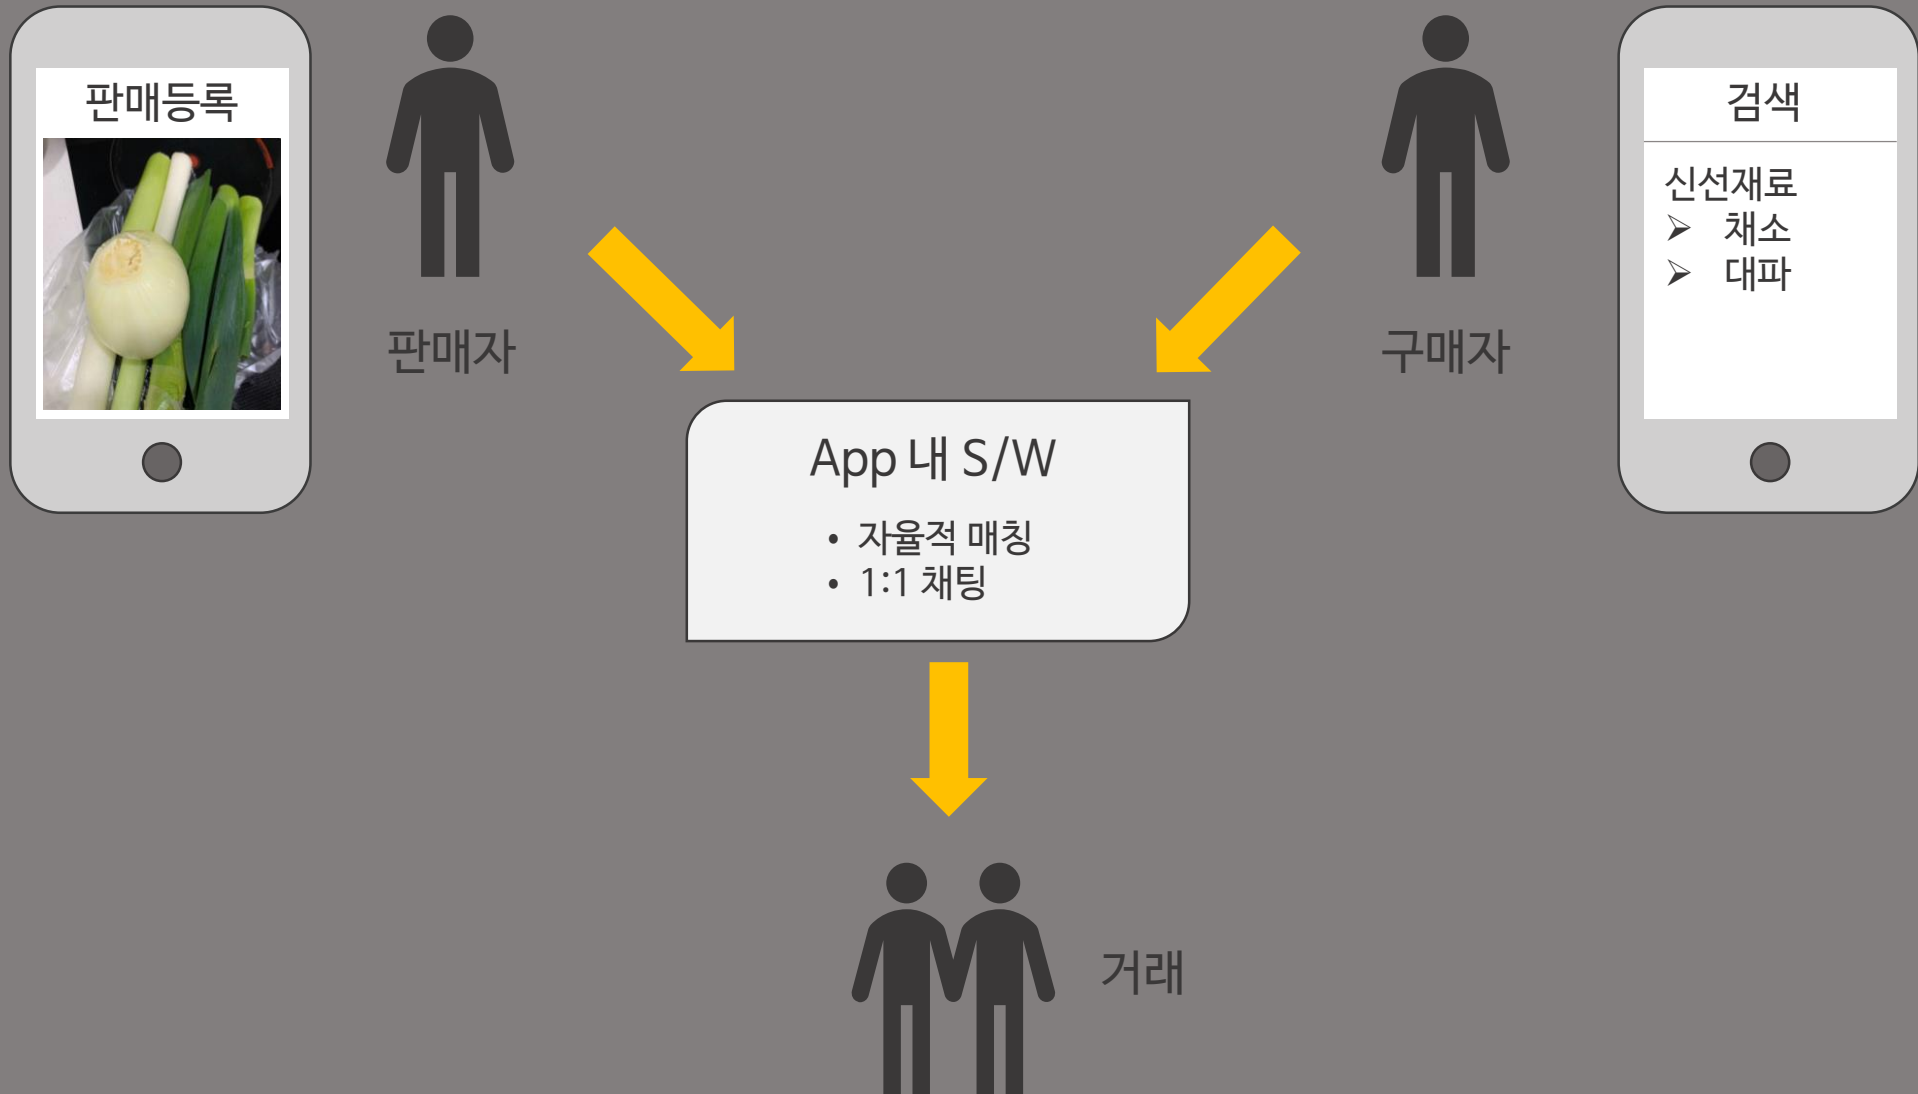 판매등록
판매자
구매자
검색
신선재료
➢ 채소
➢ 대파
App 내 S/W
• 자율적 매칭
• 1:1 채팅
거래